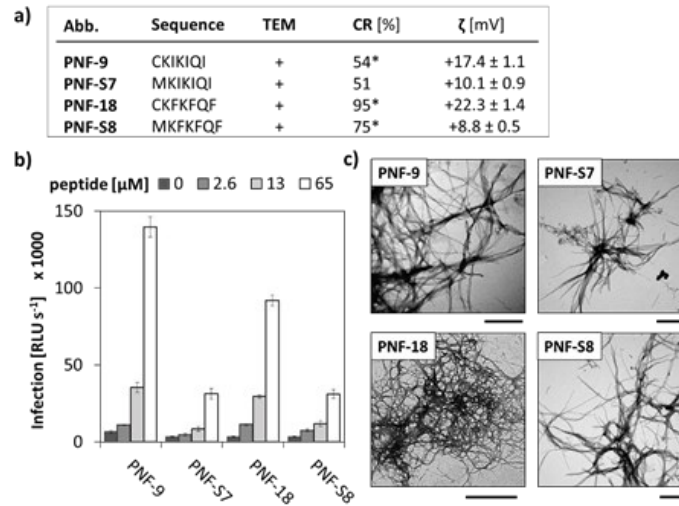 a)
Abb. Sequence TEM CR [%] ζ [mV]
PNF-9 CKIKIQI + 54* +17.4 ± 1.1
PNF-S7 MKIKIQI + 51 +10.1 ± 0.9
PNF-18 CKFKFQF + 95* +22.3 ± 1.4
PNF-S8 MKFKFQF + 75* +8.8 ± 0.5
b)
peptide [µM] 0 2.6 13 65
Infection [RLU s⁻¹] x 1000
150
100
50
0
PNF-9
PNF-S7
PNF-18
PNF-S8
c)
PNF-9
PNF-S7
PNF-18
PNF-S8